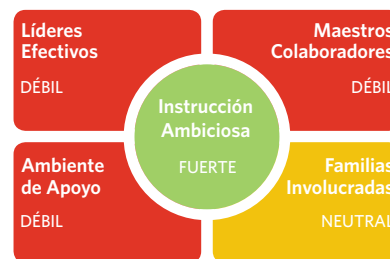 Líderes
Efectivos
DÉBIL
Maestros
Colaboradores
DÉBIL
Instrucción
Ambiciosa
FUERTE
Ambiente
de Apoyo
DÉBIL
Familias
Involucradas
NEUTRAL